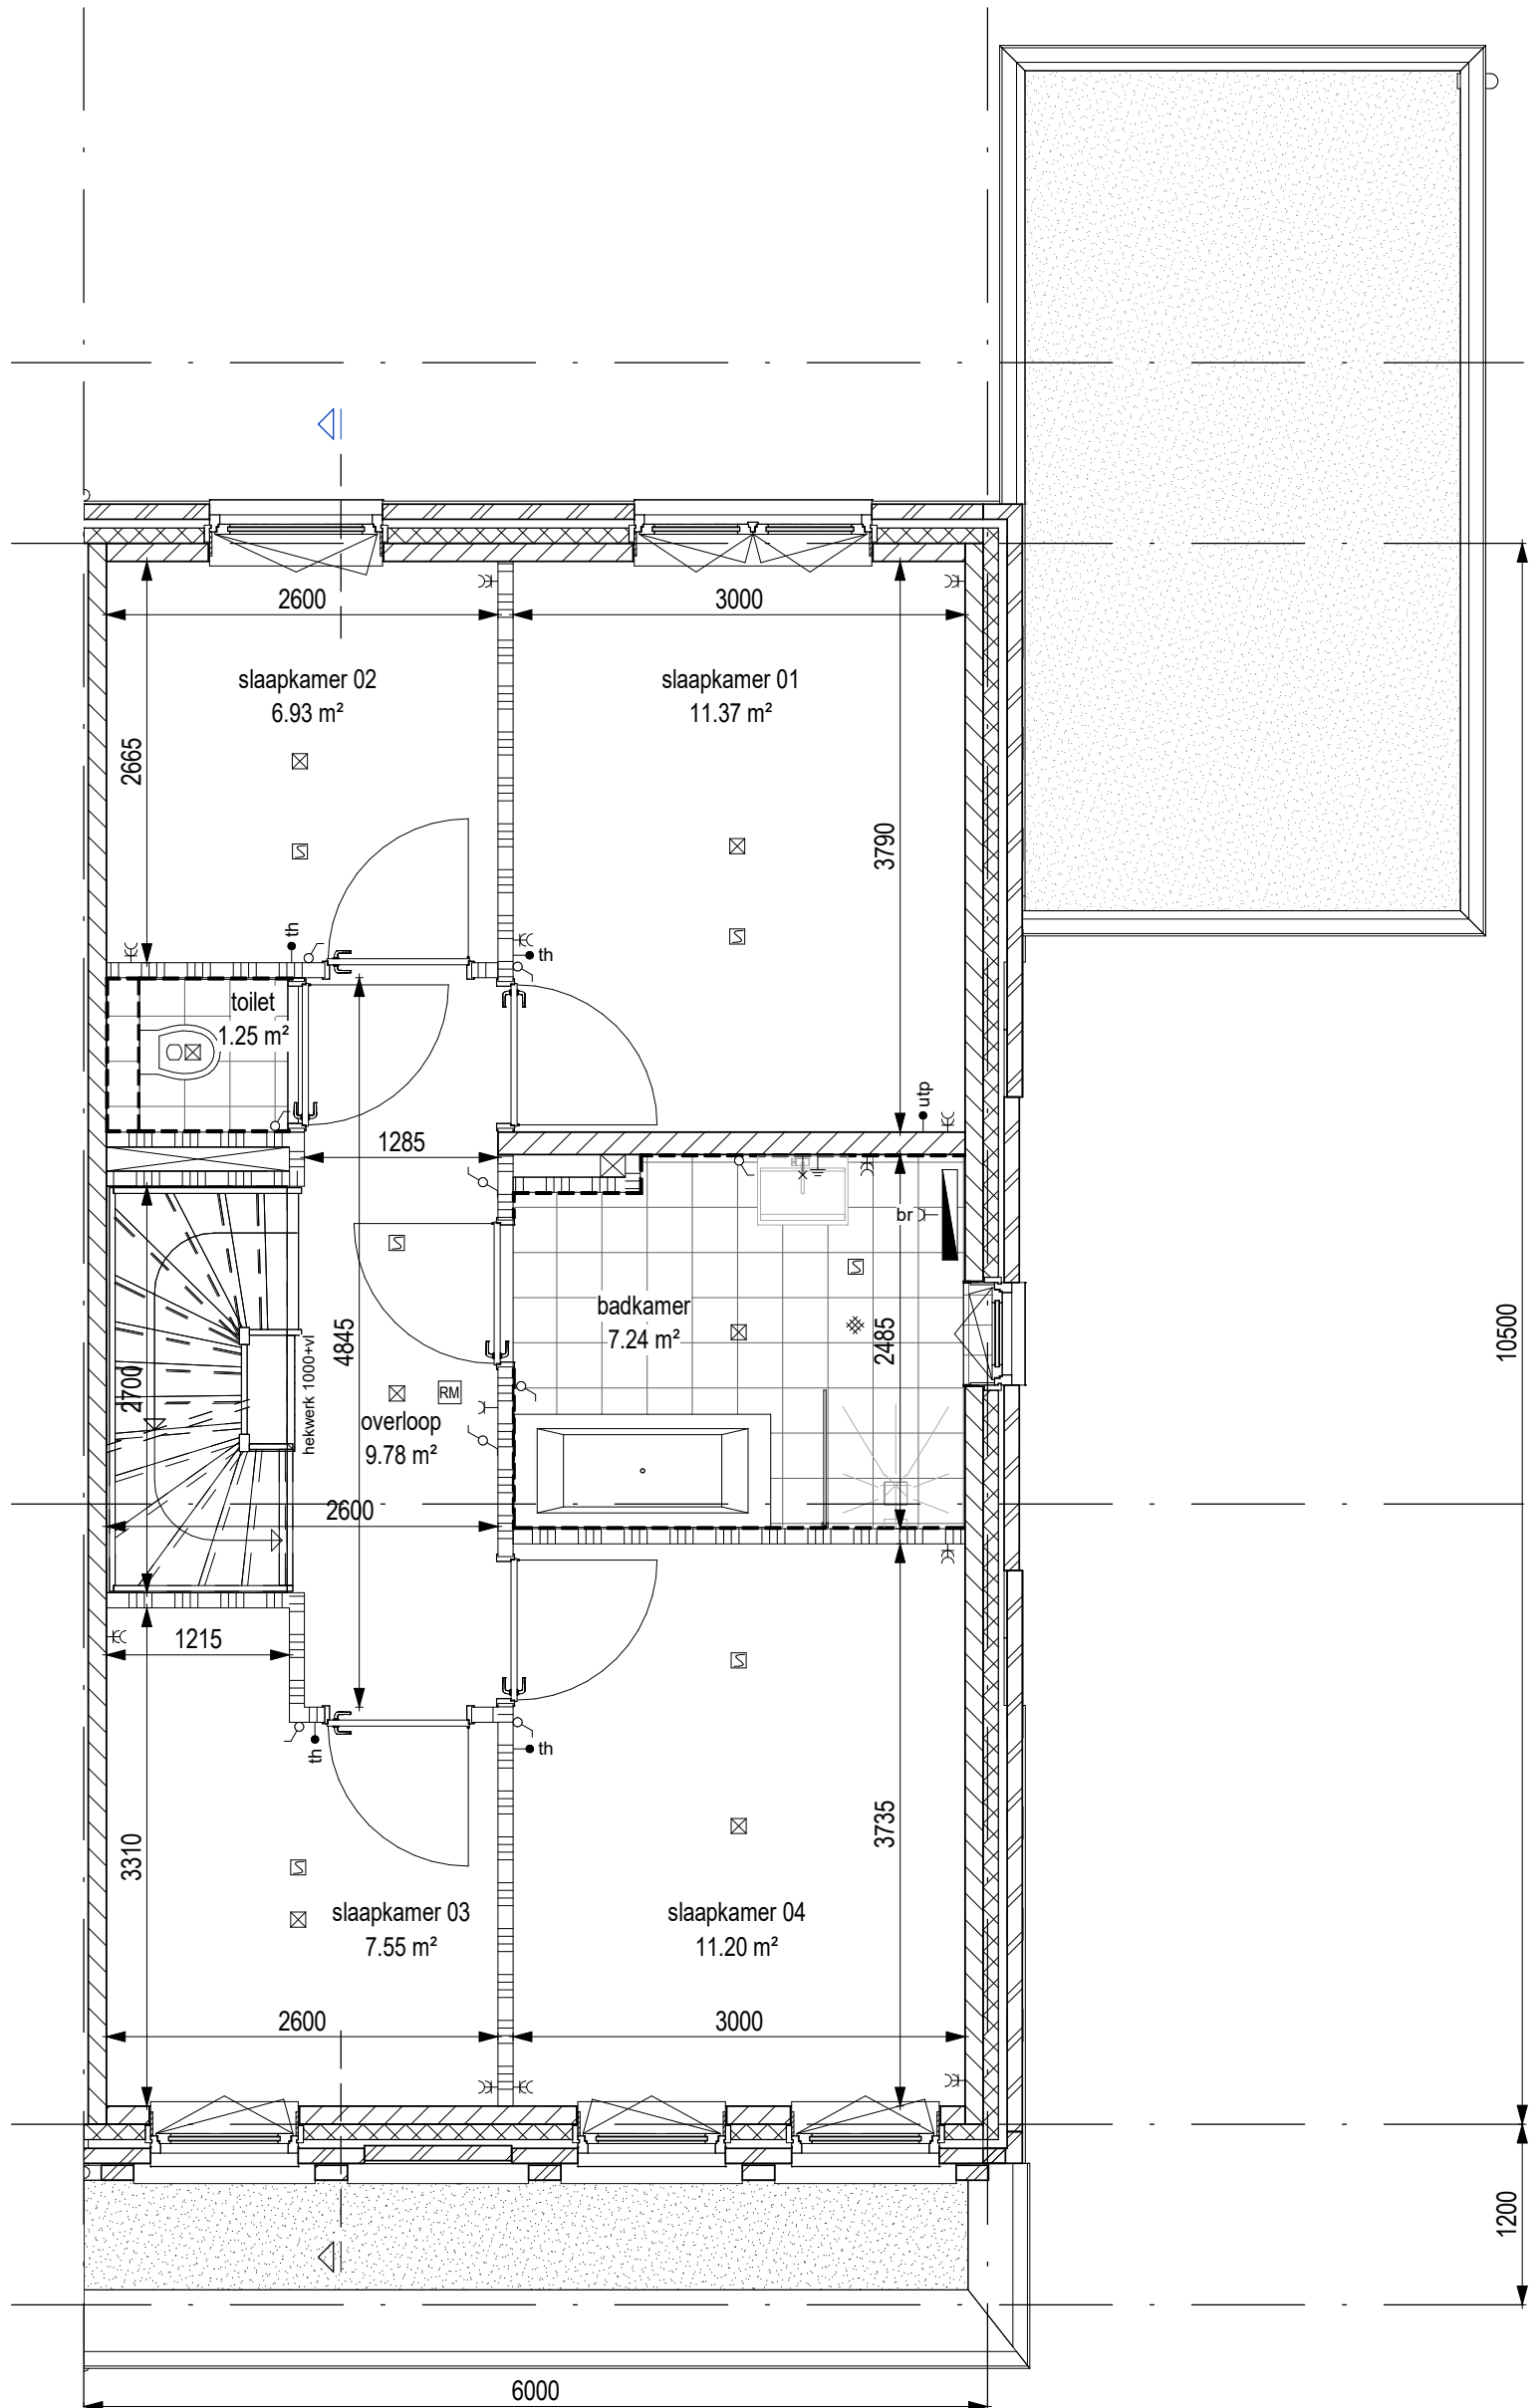 2600
3000
slaapkamer 02
6.93 m²
slaapkamer 01
11.37 m²
2665
3790
th
th
toilet
1.25 m²
utp
1285
br
badkamer
7.24 m²
2485
4845
hekwerk 1000+vl
2700
RM
overloop
9.78 m²
10500
2600
1215
th
th
3310
3735
slaapkamer 03
7.55 m²
slaapkamer 04
11.20 m²
2600
3000
1200
6000